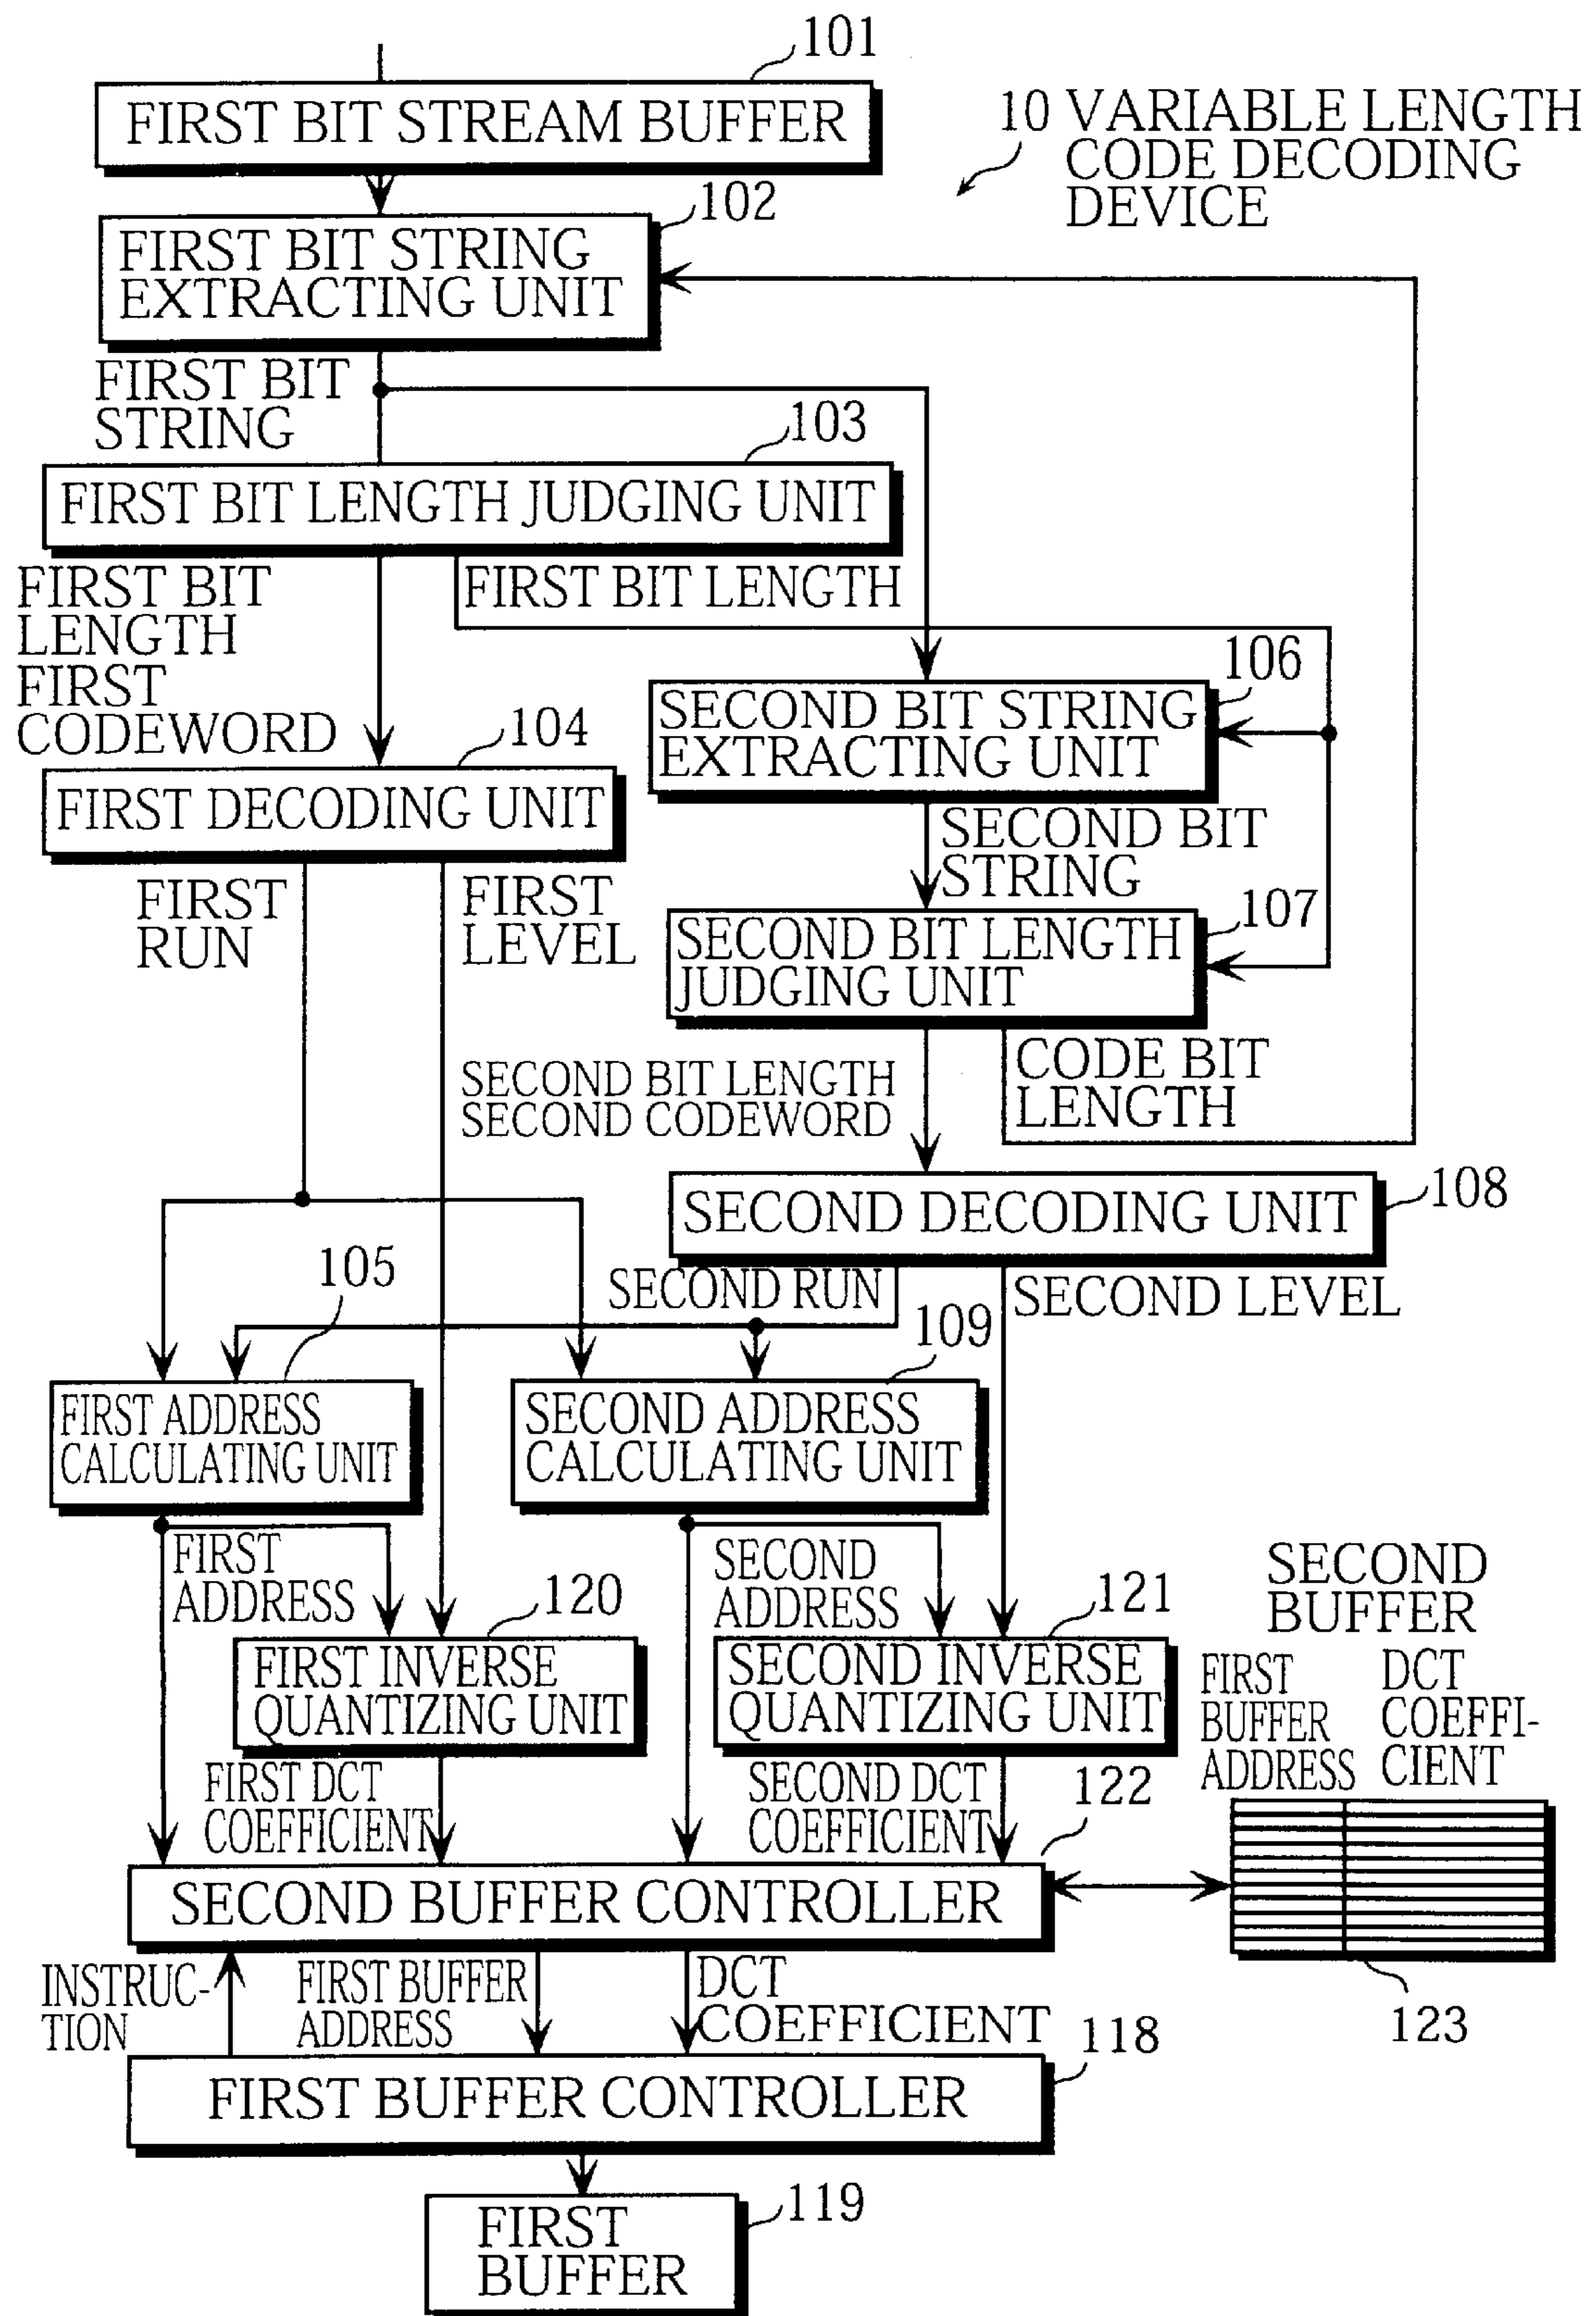 101
FIRST BIT STREAM BUFFER
10 VARIABLE LENGTH
CODE DECODING
DEVICE
102
FIRST BIT STRING
EXTRACTING UNIT
FIRST BIT
STRING
103
FIRST BIT LENGTH JUDGING UNIT
FIRST BIT
LENGTH
FIRST
CODEWORD
FIRST BIT LENGTH
106
SECOND BIT STRING
EXTRACTING UNIT
104
FIRST DECODING UNIT
SECOND BIT
STRING
FIRST
RUN
FIRST
LEVEL
107
SECOND BIT LENGTH
JUDGING UNIT
SECOND BIT LENGTH
SECOND CODEWORD
CODE BIT
LENGTH
108
SECOND DECODING UNIT
105
SECOND RUN
SECOND LEVEL
109
FIRST ADDRESS
CALCULATING UNIT
SECOND ADDRESS
CALCULATING UNIT
FIRST
ADDRESS
SECOND
ADDRESS
120
FIRST INVERSE
QUANTIZING UNIT
121
SECOND INVERSE
QUANTIZING UNIT
SECOND
BUFFER
FIRST
BUFFER
ADDRESS
DCT
COEFFI-
CIENT
FIRST DCT
COEFFICIENT
SECOND DCT
COEFFICIENT
122
SECOND BUFFER CONTROLLER
123
INSTRUC-
TION
FIRST BUFFER
ADDRESS
DCT
COEFFICIENT
118
FIRST BUFFER CONTROLLER
119
FIRST
BUFFER